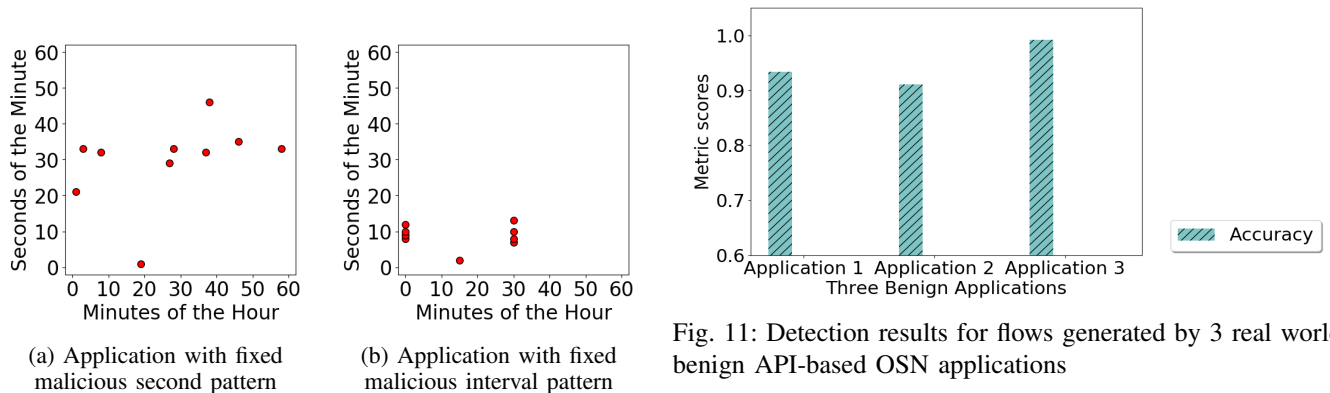 60
50
40
30
20
10
0
Seconds of the Minute
0 10 20 30 40 50 60
Minutes of the Hour
(a) Application with fixed
malicious second pattern
60
50
40
30
20
10
0
Seconds of the Minute
0 10 20 30 40 50 60
Minutes of the Hour
(b) Application with fixed
malicious interval pattern
1.0
0.9
0.8
0.7
0.6
Metric scores
Application 1 Application 2 Application 3
Three Benign Applications
Accuracy
Fig. 11: Detection results for flows generated by 3 real worl
benign API-based OSN applications